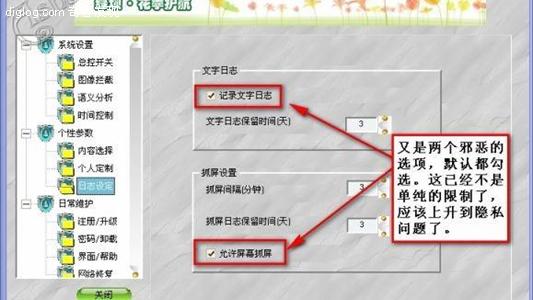 diglog.com
绿坝·花季护航
系统设置
总控开关
图像拦截
语义分析
时间控制
个性参数
内容选择
个人定制
日志设定
日常维护
注册/升级
密码/卸载
界面/帮助
网络修复
关闭
文字日志
记录文字日志
文字日志保留时间(天)
3
抓屏设置
抓屏间隔(分钟)
3
抓屏日志保留时间(天)
3
允许屏幕抓屏
又是两个邪恶的
选项，默认都勾
选。这已经不是
单纯的限制了，
应该上升到隐私
问题了。